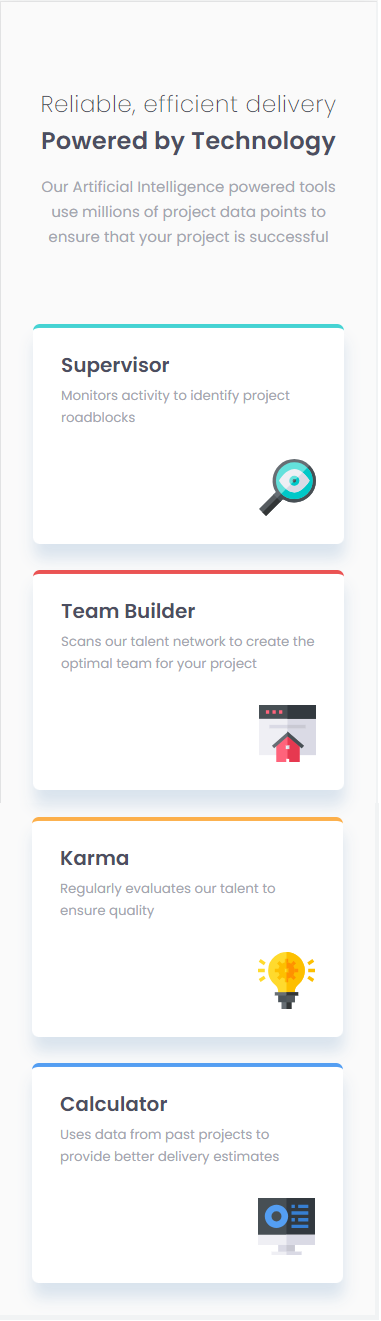 Reliable, efficient delivery
Powered by Technology
Our Artificial Intelligence powered tools
use millions of project data points to
ensure that your project is successful
Supervisor
Monitors activity to identify project
roadblocks
Team Builder
Scans our talent network to create the
optimal team for your project
Karma
Regularly evaluates our talent to
ensure quality
Calculator
Uses data from past projects to
provide better delivery estimates